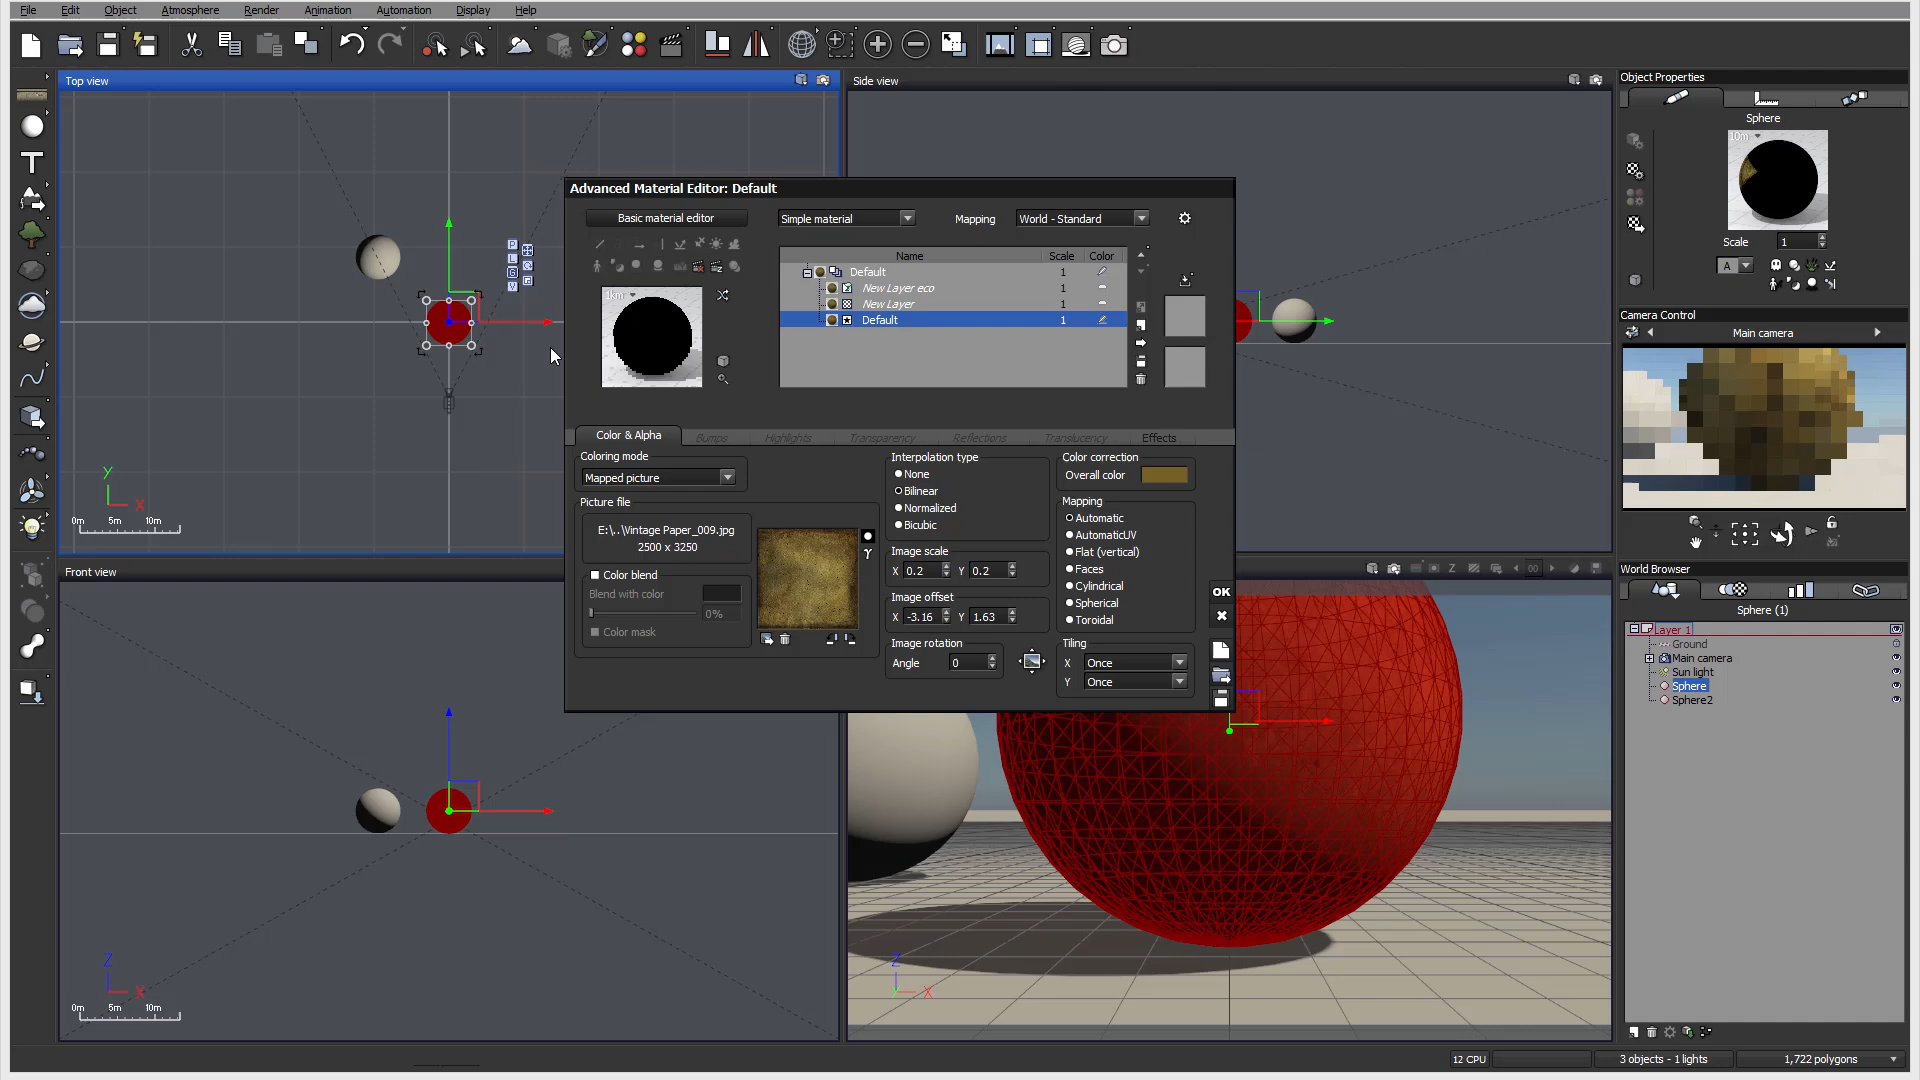 File Edit Object Atmosphere Render Animation Automation Display Help
Top view
Side view
Object Properties
Sphere
10m
Scale 1
A
Advanced Material Editor: Default
Basic material editor
Simple material
Mapping
World - Standard
Name Scale Color
Default 1
New Layer eco 1
New Layer 1
Default 1
1km
P
L
G
V
Camera Control
Main camera
Color & Alpha
Bumps
Highlights
Transparency
Reflections
Translucency
Effects
Coloring mode
Mapped picture
Picture file
E:\..\Vintage Paper_009.jpg
2500 x 3250
Color blend
Blend with color
0%
Color mask
Interpolation type
None
Bilinear
Normalized
Bicubic
Image scale
X 0.2 Y 0.2
Image offset
X -3.16 Y 1.63
Image rotation
Angle 0
Color correction
Overall color
Mapping
Automatic
AutomaticUV
Flat (vertical)
Faces
Cylindrical
Spherical
Toroidal
Tiling
X Once
Y Once
OK
Y
X
0m 5m 10m
Front view
Z
X
0m 5m 10m
Z
X
World Browser
Sphere (1)
Layer 1
Ground
Main camera
Sun light
Sphere
Sphere2
12 CPU
3 objects - 1 lights
1,722 polygons